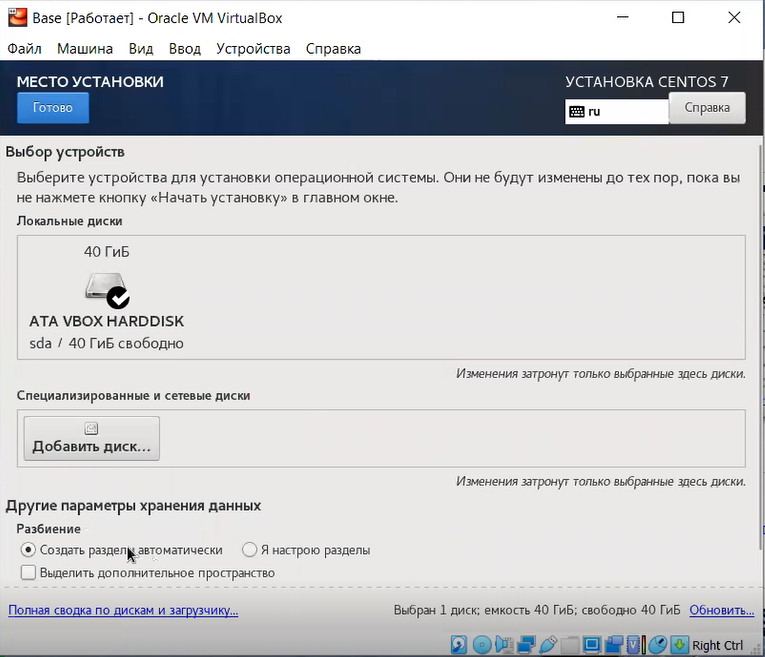 Base [Работает] - Oracle VM VirtualBox
Файл Машина Вид Ввод Устройства Справка
МЕСТО УСТАНОВКИ
УСТАНОВКА CENTOS 7
Готово
ru
Справка
Выбор устройств
Выберите устройства для установки операционной системы. Они не будут изменены до тех пор, пока вы
не нажмете кнопку «Начать установку» в главном окне.
Локальные диски
40 ГиБ
ATA VBOX HARDDISK
sda / 40 ГиБ свободно
Изменения затронут только выбранные здесь диски.
Специализированные и сетевые диски
Добавить диск...
Изменения затронут только выбранные здесь диски.
Другие параметры хранения данных
Разбиение
Создать разделы автоматически Я настрою разделы
Выделить дополнительное пространство
Полная сводка по дискам и загрузчику...
Выбран 1 диск; емкость 40 ГиБ; свободно 40 ГиБ Обновить...
Right Ctrl